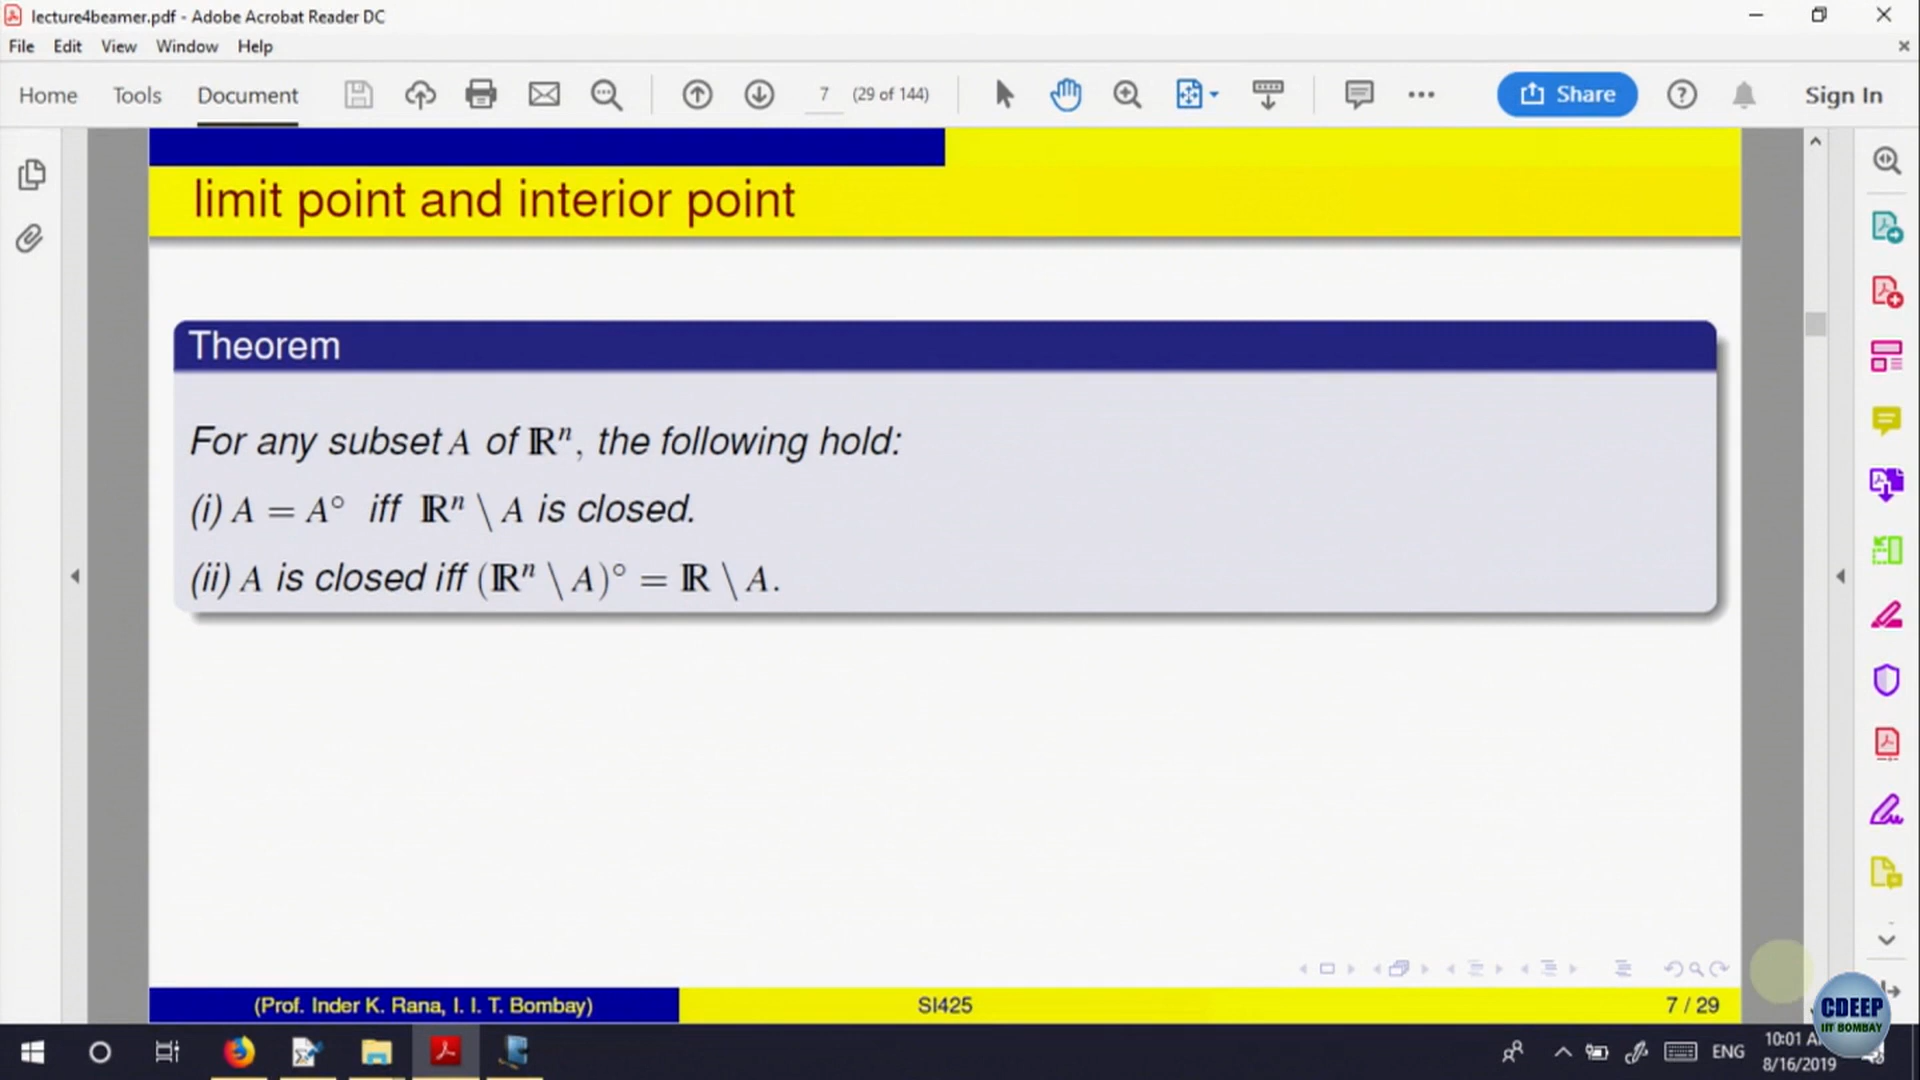 lecture4beamer.pdf - Adobe Acrobat Reader DC
File Edit View Window Help
Home Tools Document 7 (29 of 144) Share Sign In
limit point and interior point
Theorem
For any subset A of ℝⁿ, the following hold:
(i) A = A° iff ℝⁿ \ A is closed.
(ii) A is closed iff (ℝⁿ \ A)° = ℝ \ A.
(Prof. Inder K. Rana, I. I. T. Bombay) SI425 7 / 29
CDEEP
IIT BOMBAY
ENG
10:01
8/16/2019